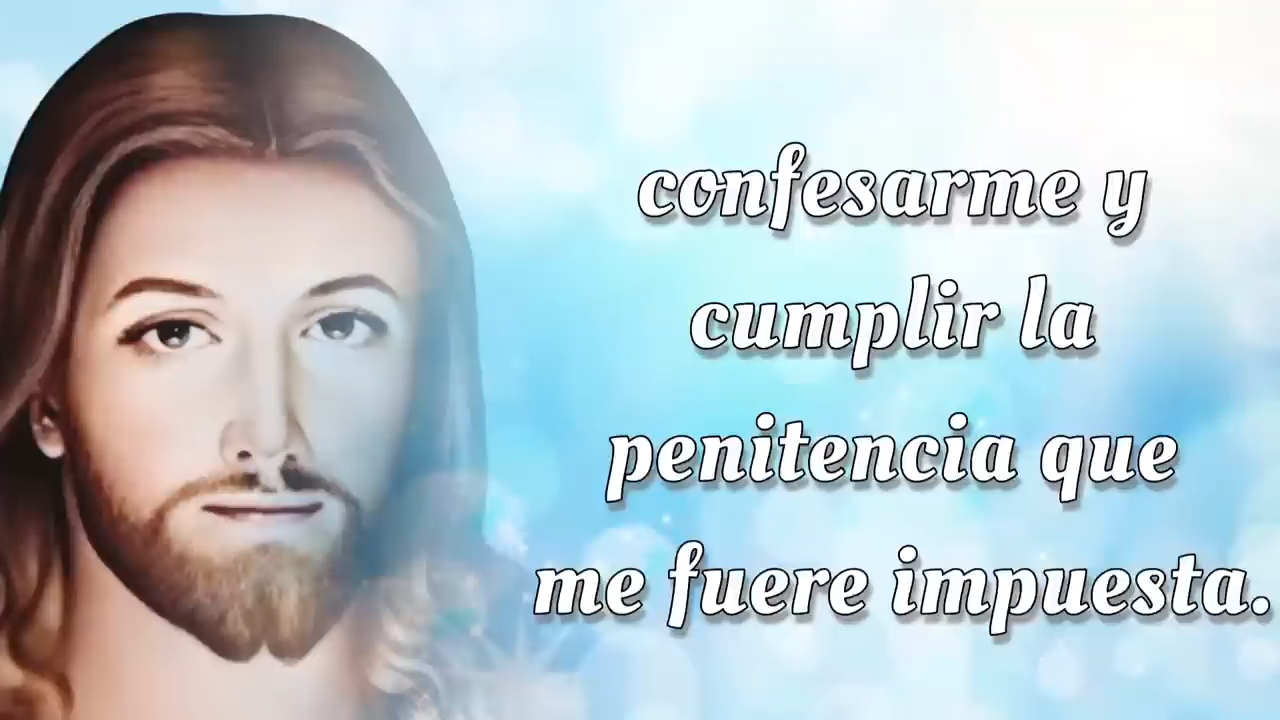 confesarme y
cumplir la
penitencia que
me fuere impuesta.